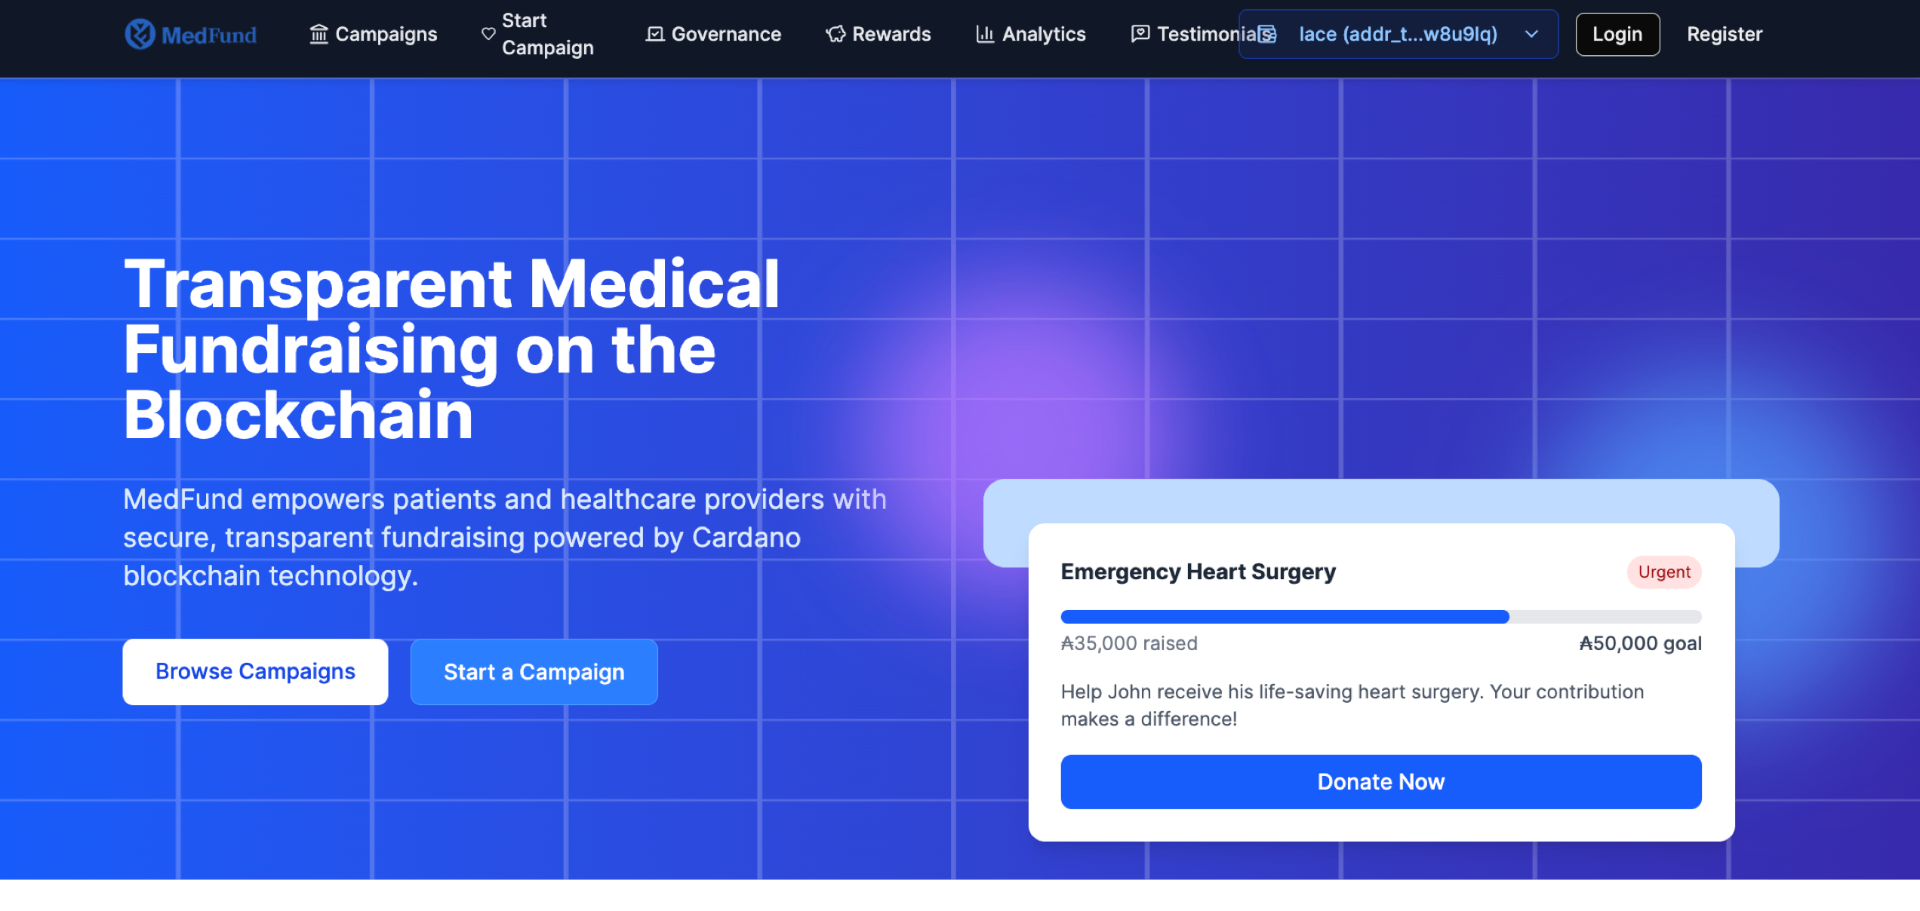 MedFund
Campaigns
Start
Campaign
Governance
Rewards
Analytics
Testimonials
lace (addr_t...w8u9lq)
Login
Register
Transparent Medical
Fundraising on the
Blockchain
MedFund empowers patients and healthcare providers with
secure, transparent fundraising powered by Cardano
blockchain technology.
Browse Campaigns
Start a Campaign
Emergency Heart Surgery
Urgent
₳35,000 raised
₳50,000 goal
Help John receive his life-saving heart surgery. Your contribution
makes a difference!
Donate Now